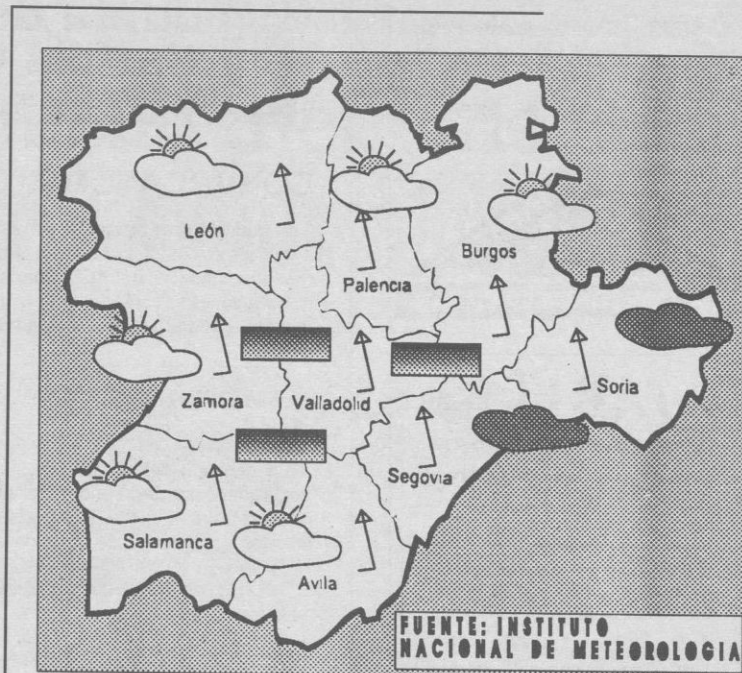 León
Palencia
Burgos
Zamora
Valladolid
Soria
Segovia
Salamanca
Avila
FUENTE: INSTITUTO
NACIONAL DE METEOROLOGIA